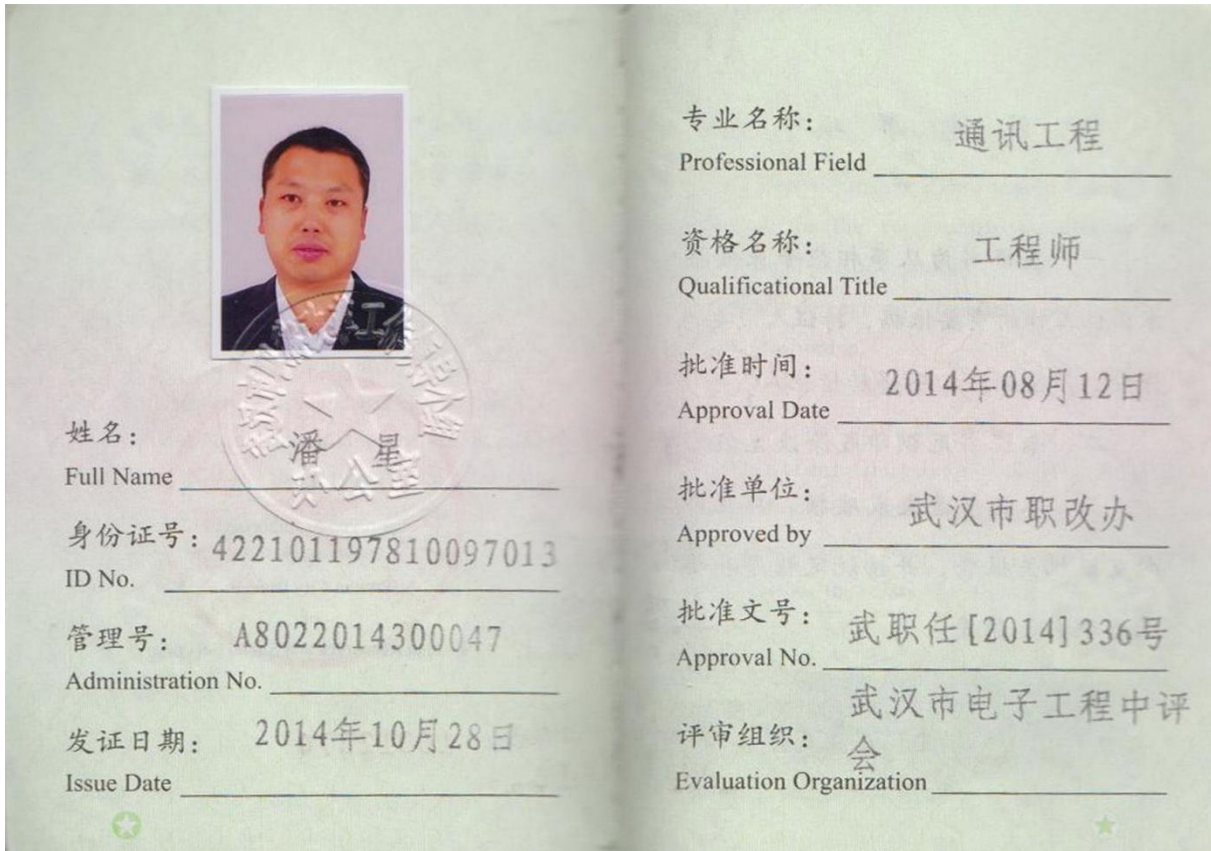 姓名：
潘 星
Full Name
身份证号：
422101197810097013
ID No.
管理号：
A8022014300047
Administration No.
发证日期：
2014年10月28日
Issue Date
专业名称：
通讯工程
Professional Field
资格名称：
工程师
Qualificational Title
批准时间：
2014年08月12日
Approval Date
批准单位：
武汉市职改办
Approved by
批准文号：
武职任[2014]336号
Approval No.
武汉市电子工程中评
评审组织：
会
Evaluation Organization